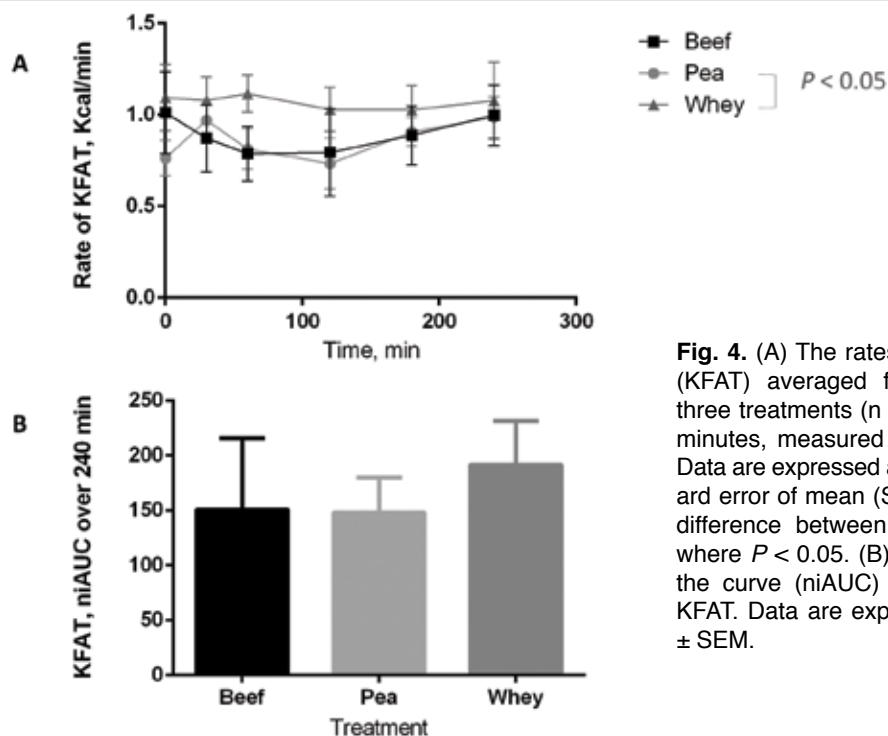 A
1.5
1.0
0.5
0.0
Rate of KFAT, Kcal/min
0 100 200 300
Time, min
Beef
Pea
Whey
P < 0.05
B
250
200
150
100
50
0
KFAT, niAUC over 240 min
Beef Pea Whey
Treatment
Fig. 4. (A) The rates
(KFAT) averaged f
three treatments (n
minutes, measured
Data are expressed a
ard error of mean (S
difference between
where P < 0.05. (B)
the curve (niAUC)
KFAT. Data are exp
± SEM.